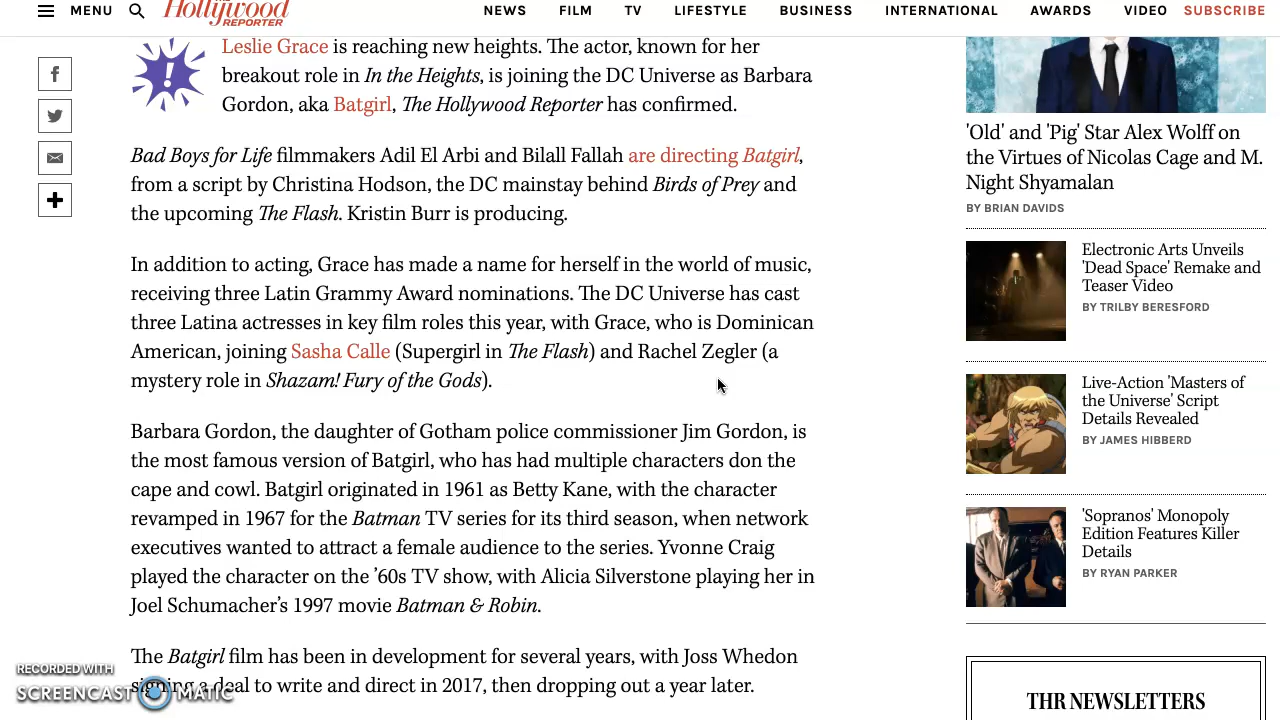 MENU
THE
Hollywood
REPORTER
NEWS FILM TV LIFESTYLE BUSINESS INTERNATIONAL AWARDS VIDEO SUBSCRIBE
Leslie Grace is reaching new heights. The actor, known for her
breakout role in In the Heights, is joining the DC Universe as Barbara
Gordon, aka Batgirl, The Hollywood Reporter has confirmed.
Bad Boys for Life filmmakers Adil El Arbi and Bilall Fallah are directing Batgirl,
from a script by Christina Hodson, the DC mainstay behind Birds of Prey and
the upcoming The Flash. Kristin Burr is producing.
In addition to acting, Grace has made a name for herself in the world of music,
receiving three Latin Grammy Award nominations. The DC Universe has cast
three Latina actresses in key film roles this year, with Grace, who is Dominican
American, joining Sasha Calle (Supergirl in The Flash) and Rachel Zegler (a
mystery role in Shazam! Fury of the Gods).
Barbara Gordon, the daughter of Gotham police commissioner Jim Gordon, is
the most famous version of Batgirl, who has had multiple characters don the
cape and cowl. Batgirl originated in 1961 as Betty Kane, with the character
revamped in 1967 for the Batman TV series for its third season, when network
executives wanted to attract a female audience to the series. Yvonne Craig
played the character on the ’60s TV show, with Alicia Silverstone playing her in
Joel Schumacher’s 1997 movie Batman & Robin.
The Batgirl film has been in development for several years, with Joss Whedon
signing a deal to write and direct in 2017, then dropping out a year later.
'Old' and 'Pig' Star Alex Wolff on
the Virtues of Nicolas Cage and M.
Night Shyamalan
BY BRIAN DAVIDS
Electronic Arts Unveils
'Dead Space' Remake and
Teaser Video
BY TRILBY BERESFORD
Live-Action 'Masters of
the Universe' Script
Details Revealed
BY JAMES HIBBERD
'Sopranos' Monopoly
Edition Features Killer
Details
BY RYAN PARKER
THR NEWSLETTERS
RECORDED WITH
SCREENCAST MATIC